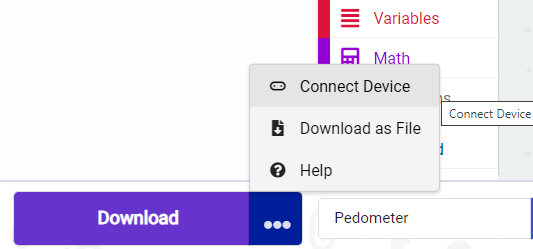 Variables
Math
Connect Device
Connect Device
Download as File
Help
Download
Pedometer